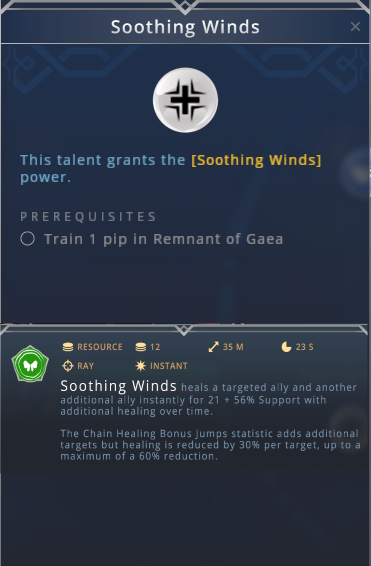 Soothing Winds
This talent grants the [Soothing Winds]
power.
PREREQUISITES
Train 1 pip in Remnant of Gaea
RESOURCE 12 35 M 23 S
RAY INSTANT
Soothing Winds heals a targeted ally and another
additional ally instantly for 21 + 56% Support with
additional healing over time.
The Chain Healing Bonus Jumps statistic adds additional
targets but healing is reduced by 30% per target, up to a
maximum of a 60% reduction.